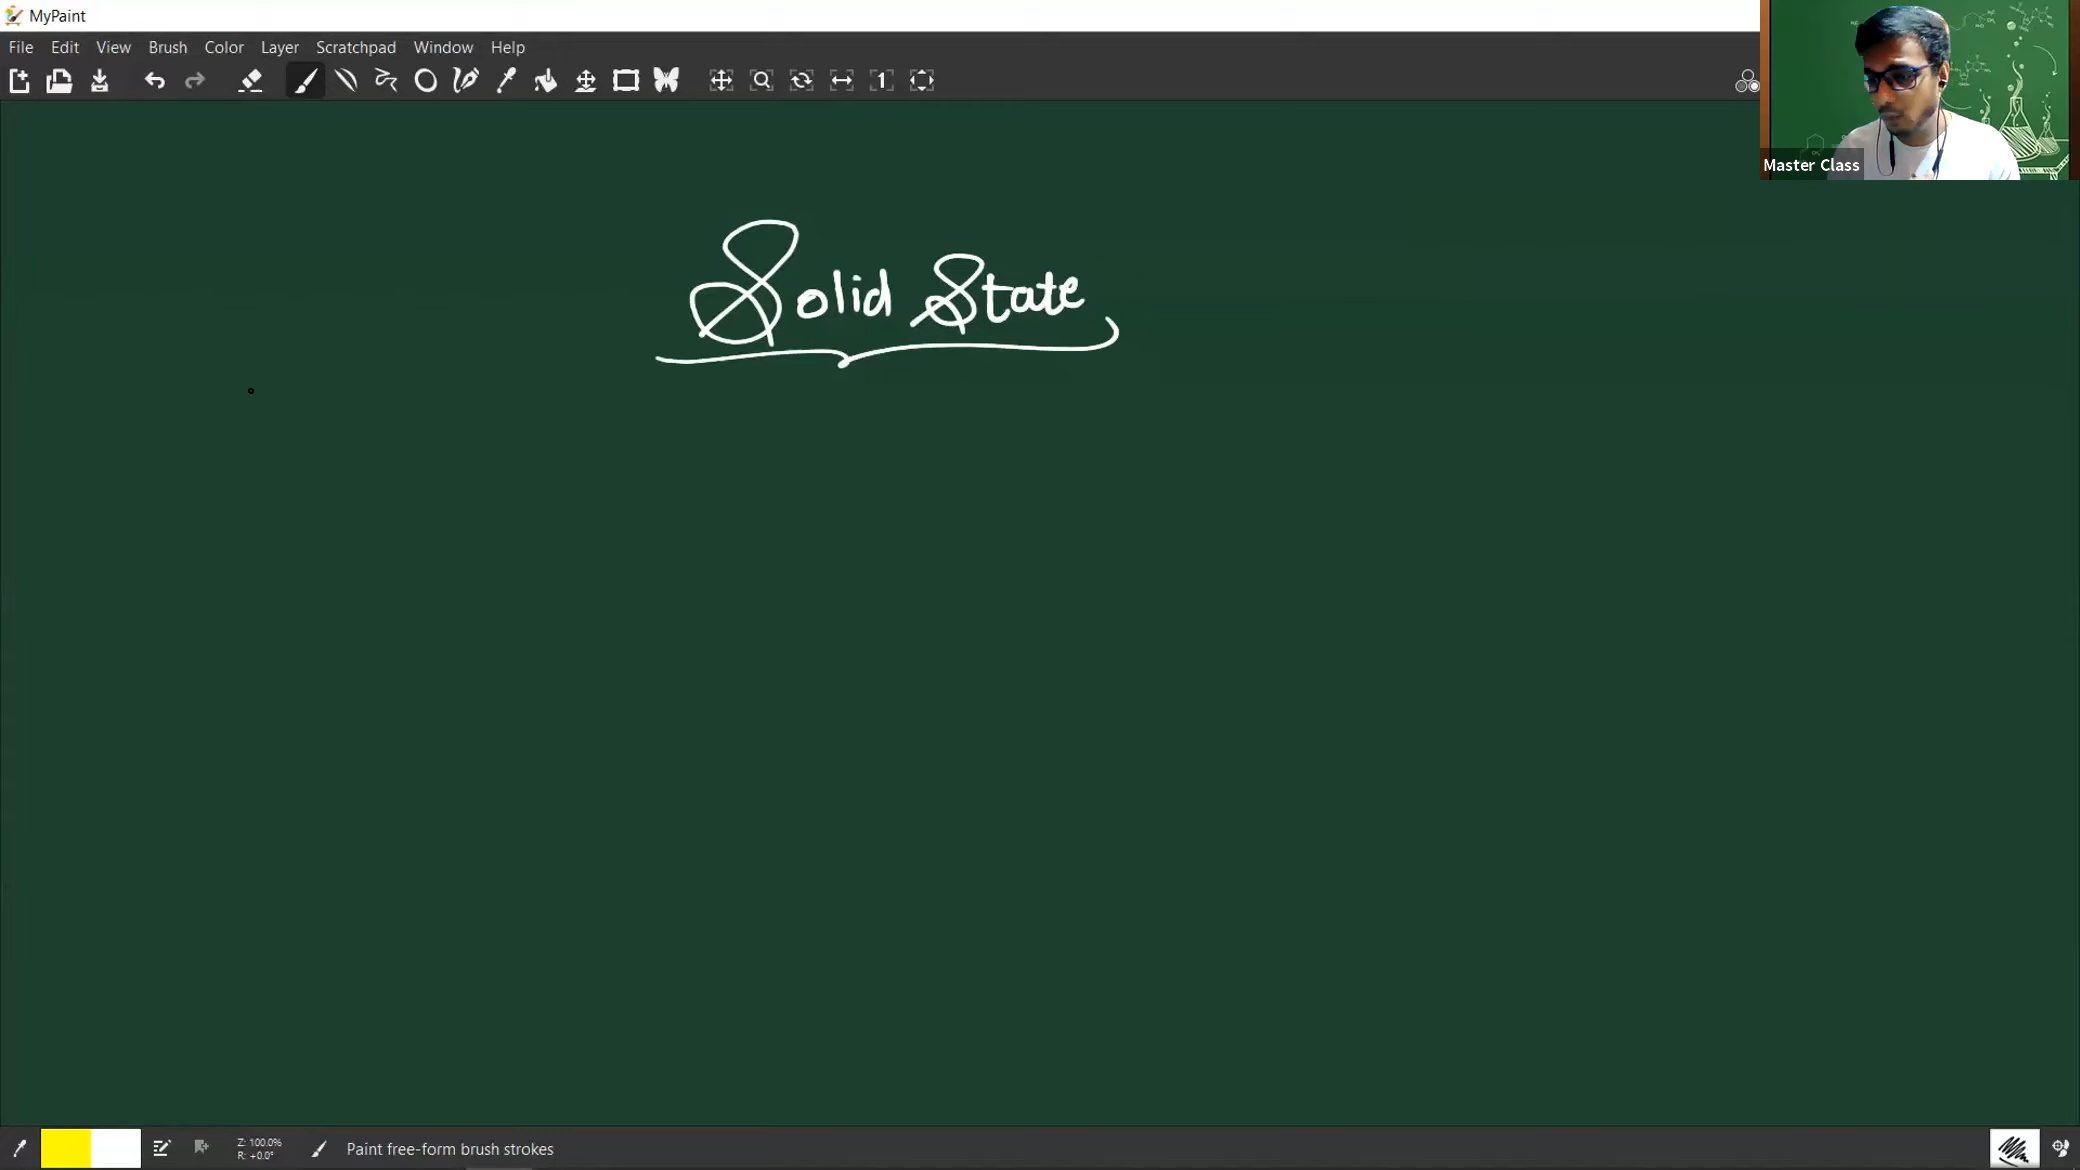 MyPaint
File Edit View Brush Color Layer Scratchpad Window Help
Master Class
Solid State
Z: 100.0%
R: +0.0°
Paint free-form brush strokes